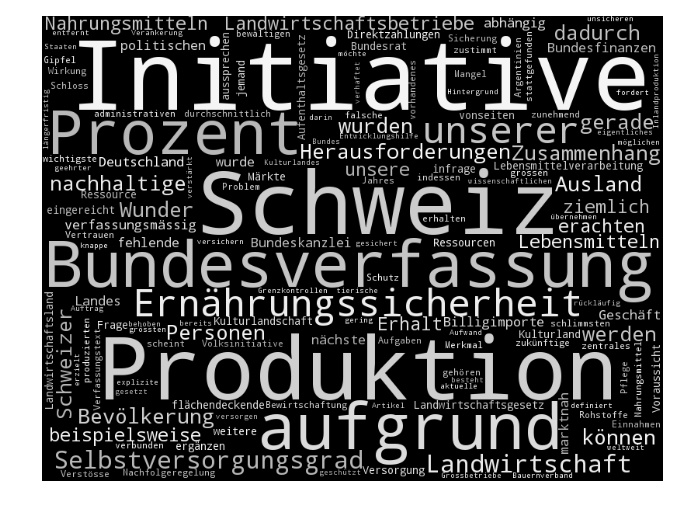 Nahrungsmitteln Landwirtschaftsbetriebe abhängig unsicheren
entfernt Verankerung bewältigen Direktzahlungen Sicherung dadurch
Staaten politischen aussprechen jemand Bundesrat zustimmt Argentinien stattgefunden Bundesfinanzen
Gipfel Wirkung Schloss Aufenthaltsgesetz möchte verhaftet Mangel Hintergrund vorhandenes fordert Inlandproduktion
Initiative
längerfristig administrativen durchschnittlich darin falsche vonseiten zunehmend eigentliches
Prozent Bundes Entwicklungshilfe wurden unserer gerade möglichen
wichtigste geehrter Deutschland verstärkt wurde Kulturlandes Herausforderungen Zusammenhang
nachhaltige Märkte unsere infrage Lebensmittelverarbeitung
Ressource Problem Jahres indessen wissenschaftlichen grossen Ausland
eingereicht Wunder Schweiz erhalten übernehmen ziemlich
verfassungsmässig erachten
Vertrauen knappe fehlende versichern Bundeskanzlei gesichert Ressourcen Lebensmitteln
Bundesverfassung
Schutz
Grenzkontrollen tierische
Landes Auftrag Ernährungssicherheit rückläufig
Landwirtschaftsland Schweizer produzierten Verfassungstext Frage behoben grössten bereits Kulturlandschaft gering Erhalt Billigimporte Geschäft
erzielt Personen Aufgaben Aufwand Merkmal schlimmsten Kulturland werden
scheint Volksinitiative nächste zukünftige zentrales
Produktion
explizite gesetzt gehören besteht aktuelle Pflege Nahrungsmittel Voraussicht
flächendeckende Bewirtschaftung Artikel Landwirtschaftsgesetz marktnah definiert Rohstoffe
Bevölkerung versorgen aufgrund Einnahmen
beispielsweise weitere können weltweit
verbunden ergänzen
Selbstversorgungsgrad Versorgung Landwirtschaft
Verstösse Nachfolgeregelung geschützt Grossbetriebe Bauernverband